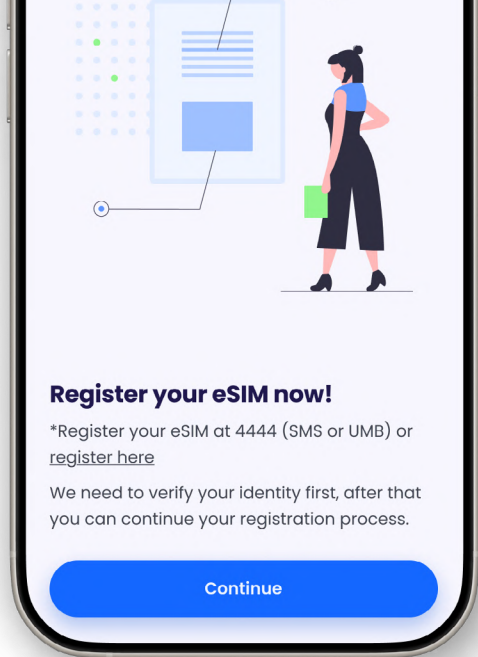 Register your eSIM now!
*Register your eSIM at 4444 (SMS or UMB) or
register here
We need to verify your identity first, after that
you can continue your registration process.
Continue